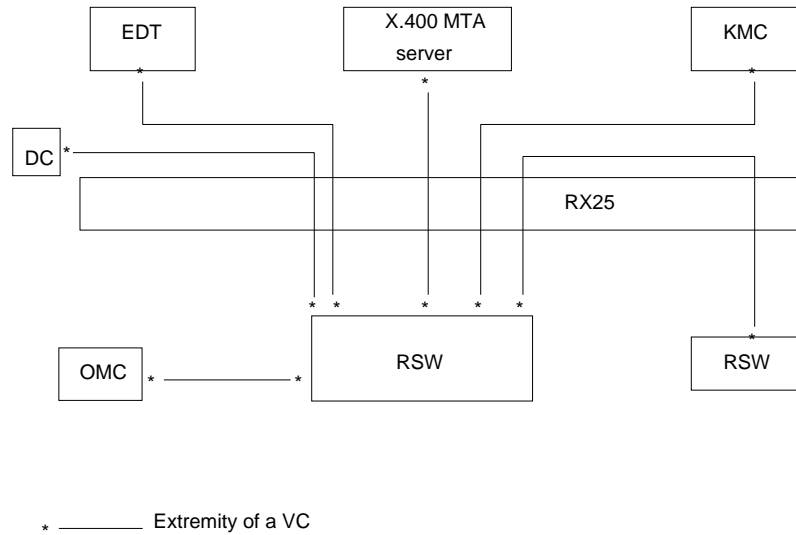 EDT
X.400 MTA
server
KMC
DC
*
*
*
*
RX25
* * * * *
RSW
OMC
* *
*
RSW
* Extremity of a VC